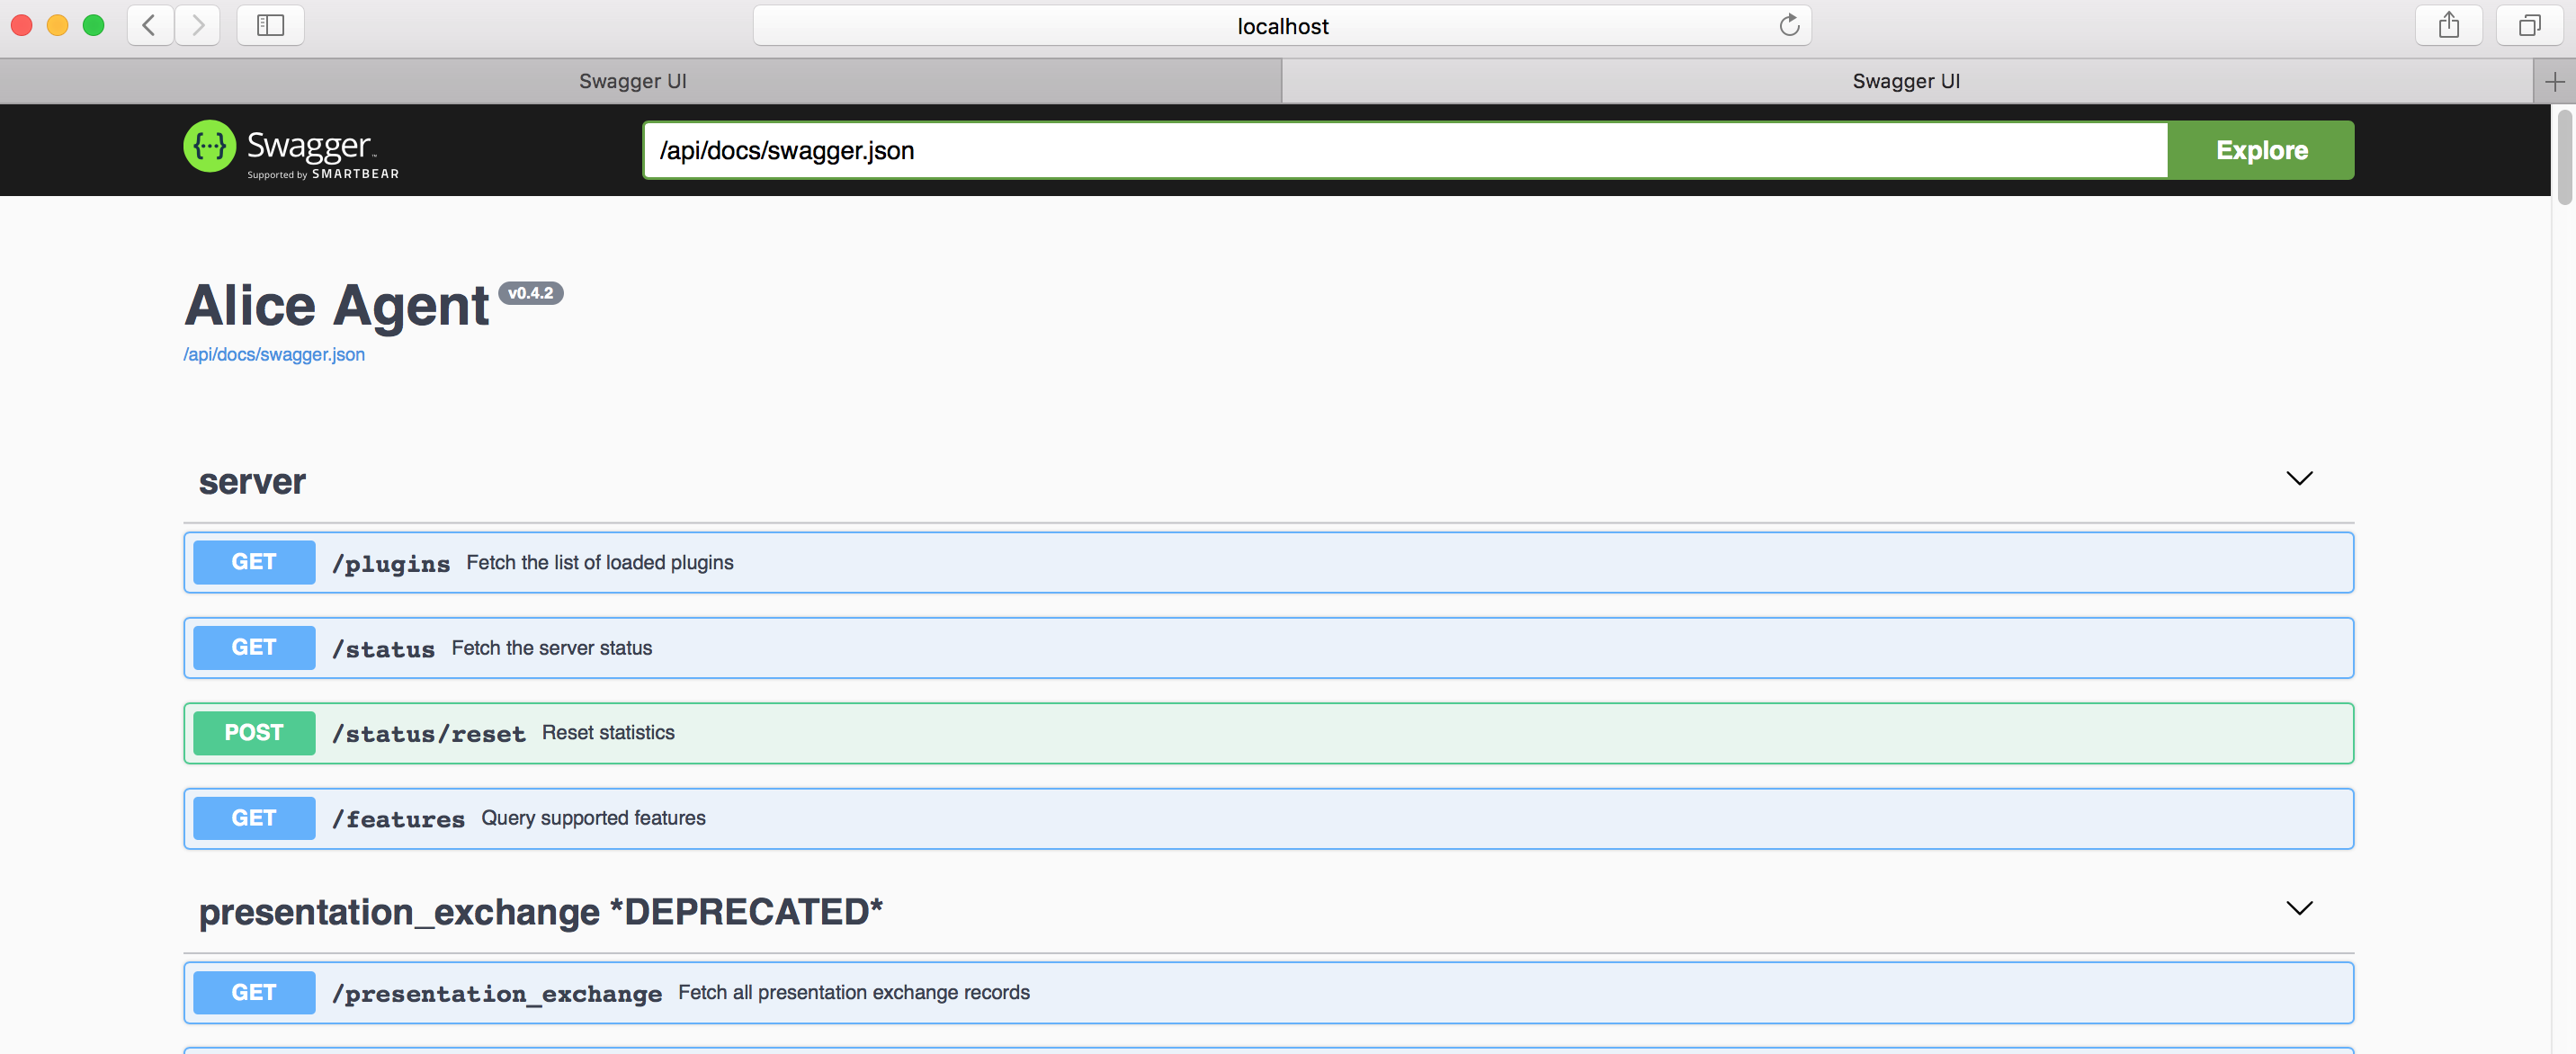 localhost
Swagger UI
Swagger UI
{...} Swagger™
Supported by SMARTBEAR
/api/docs/swagger.json
Explore
Alice Agent v0.4.2
/api/docs/swagger.json
server
GET /plugins Fetch the list of loaded plugins
GET /status Fetch the server status
POST /status/reset Reset statistics
GET /features Query supported features
presentation_exchange *DEPRECATED*
GET /presentation_exchange Fetch all presentation exchange records